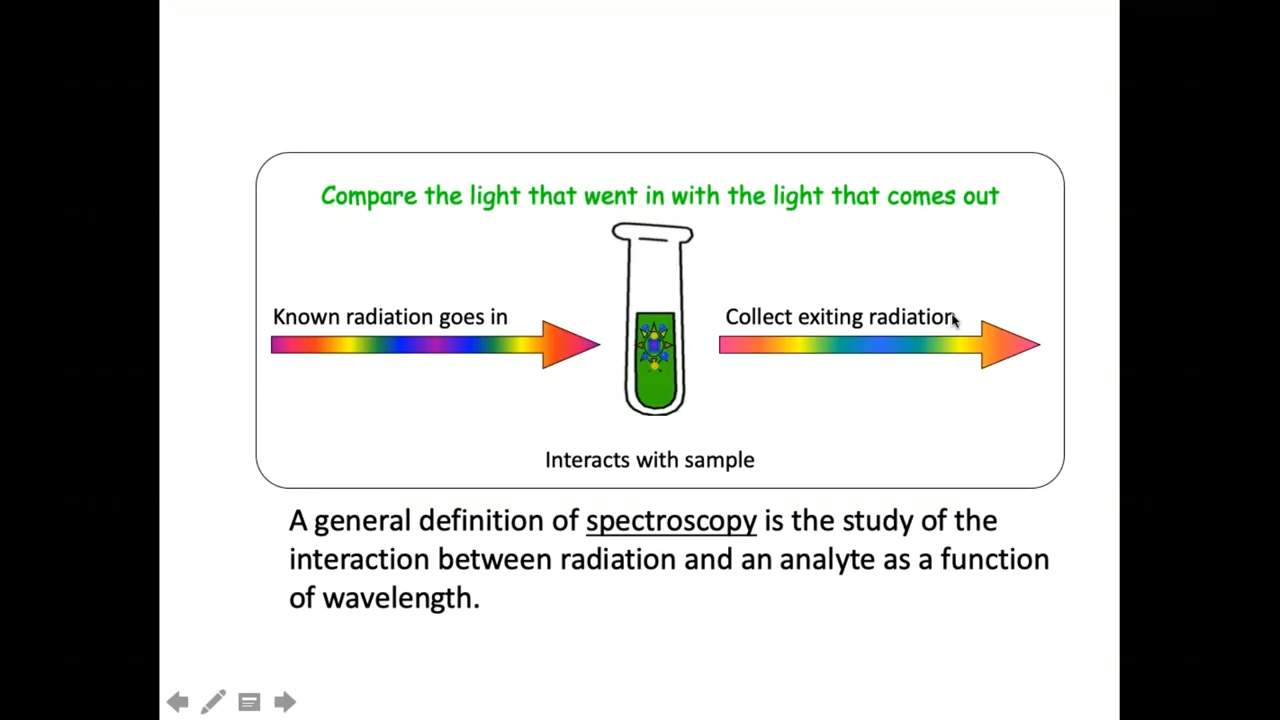 Compare the light that went in with the light that comes out
Known radiation goes in
Collect exiting radiation
Interacts with sample
A general definition of spectroscopy is the study of the
interaction between radiation and an analyte as a function
of wavelength.